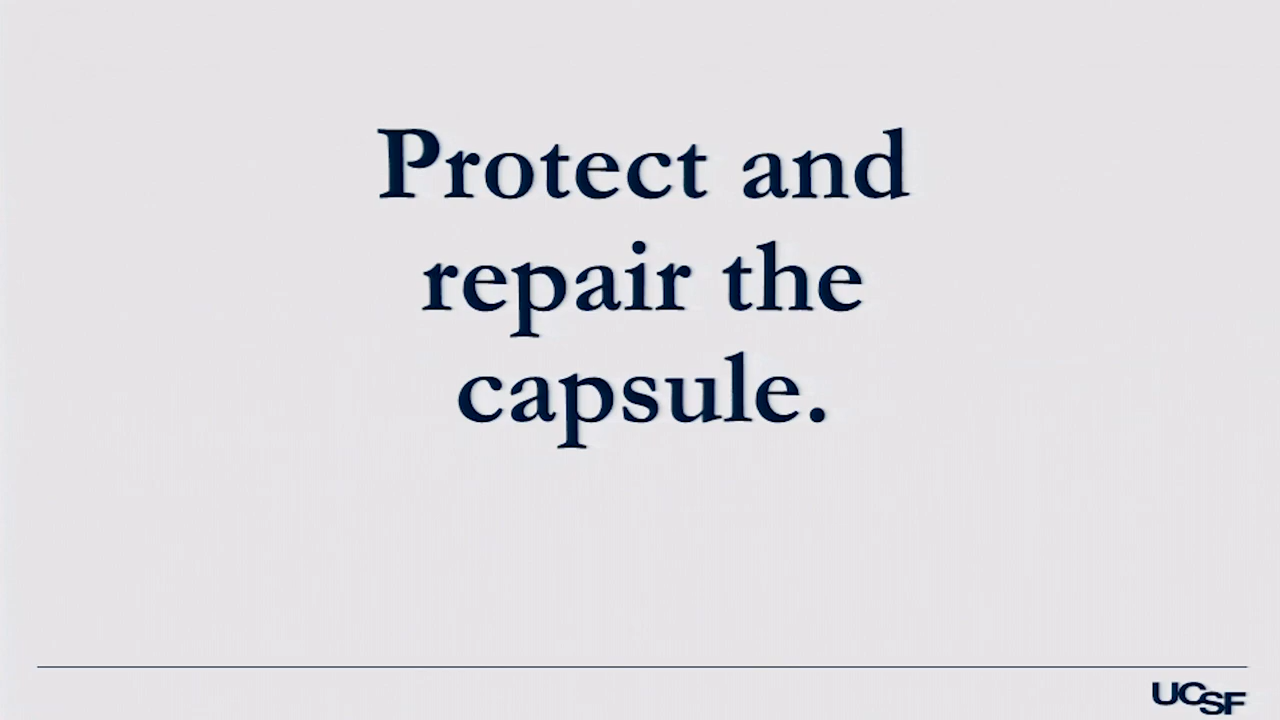 Protect and
repair the
capsule.
UCSF